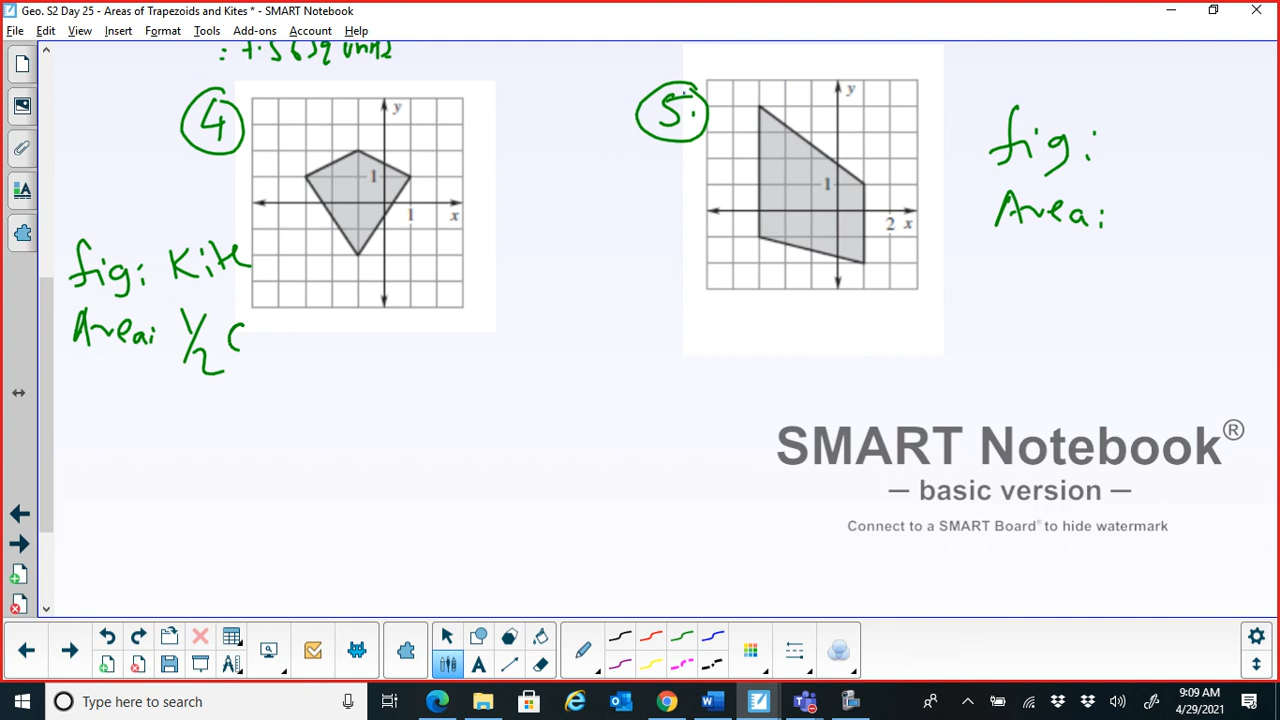 Geo. S2 Day 25 - Areas of Trapezoids and Kites * - SMART Notebook
File Edit View Insert Format Tools Add-ons Account Help
4
y
1
1
x
5.
y
1
2 x
fig:
Area:
fig: Kite
Area: 1/2
SMART Notebook®
— basic version —
Connect to a SMART Board® to hide watermark
Type here to search
9:09 AM
4/29/2021